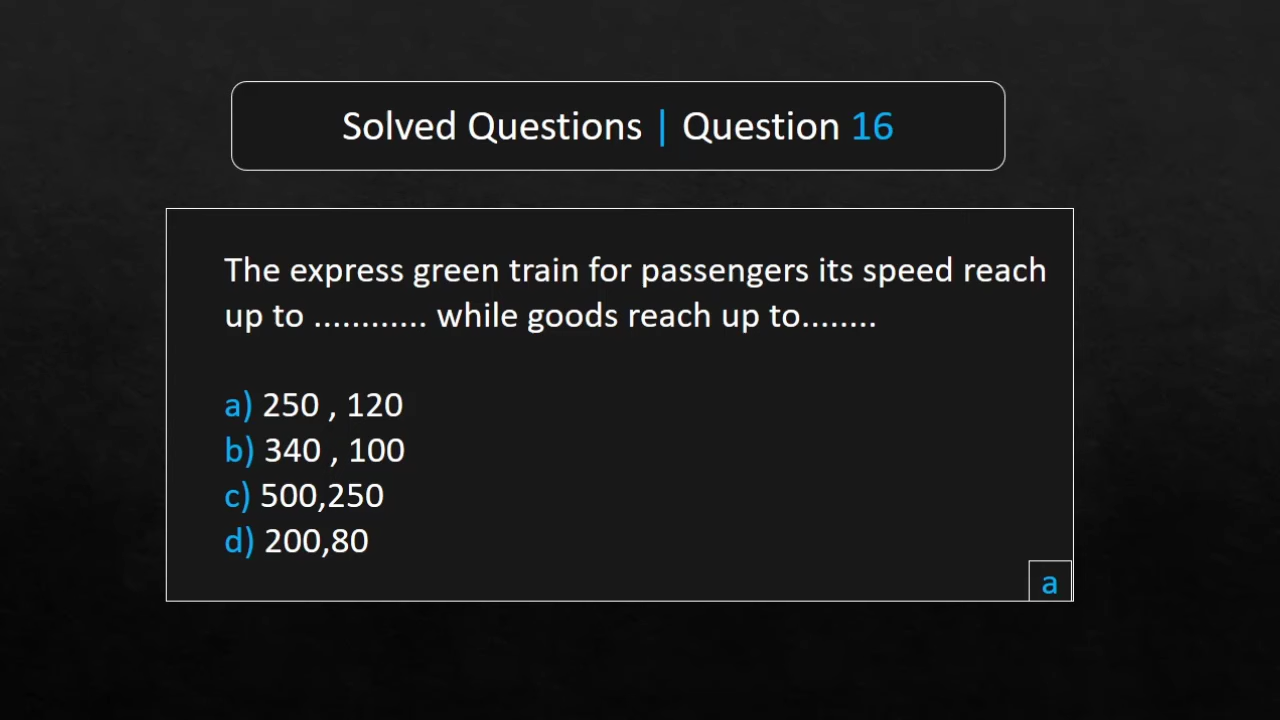 Solved Questions | Question 16
The express green train for passengers its speed reach
up to ............ while goods reach up to........
a) 250 , 120
b) 340 , 100
c) 500,250
d) 200,80
a